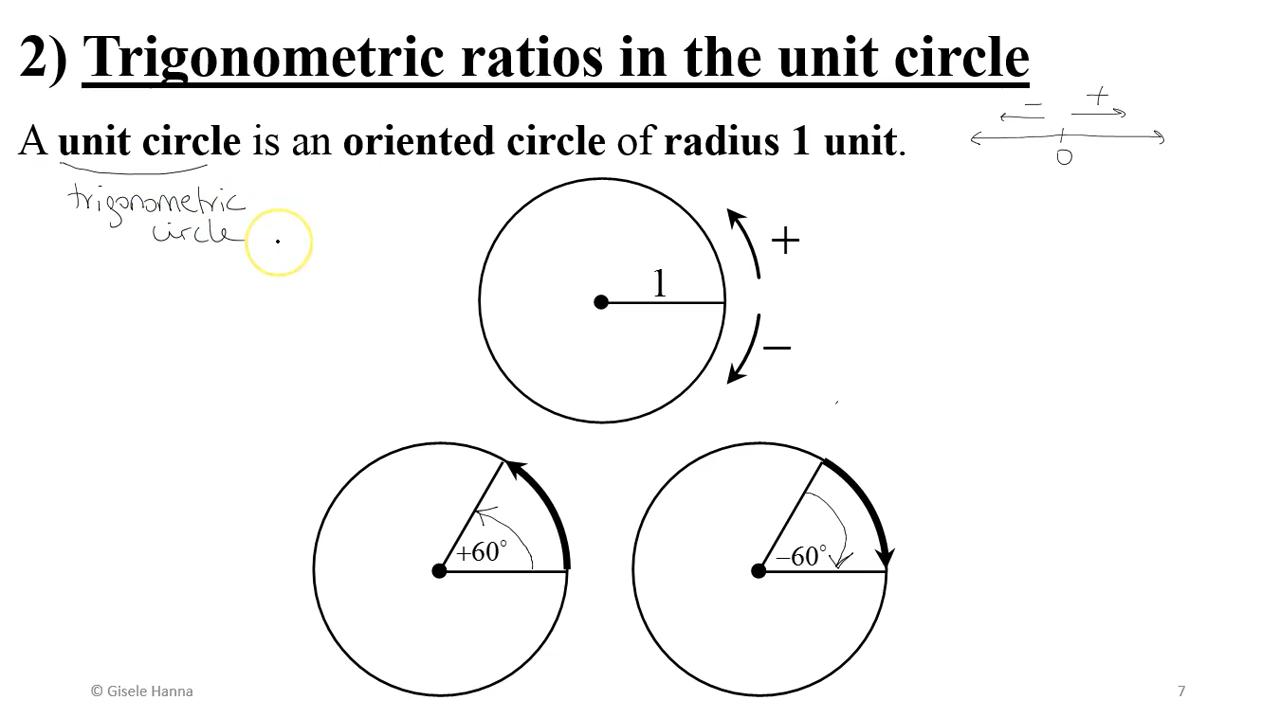 2) Trigonometric ratios in the unit circle
− +
A unit circle is an oriented circle of radius 1 unit.
0
trigonometric
circle
+
1
−
+60°
−60°
© Gisele Hanna
7